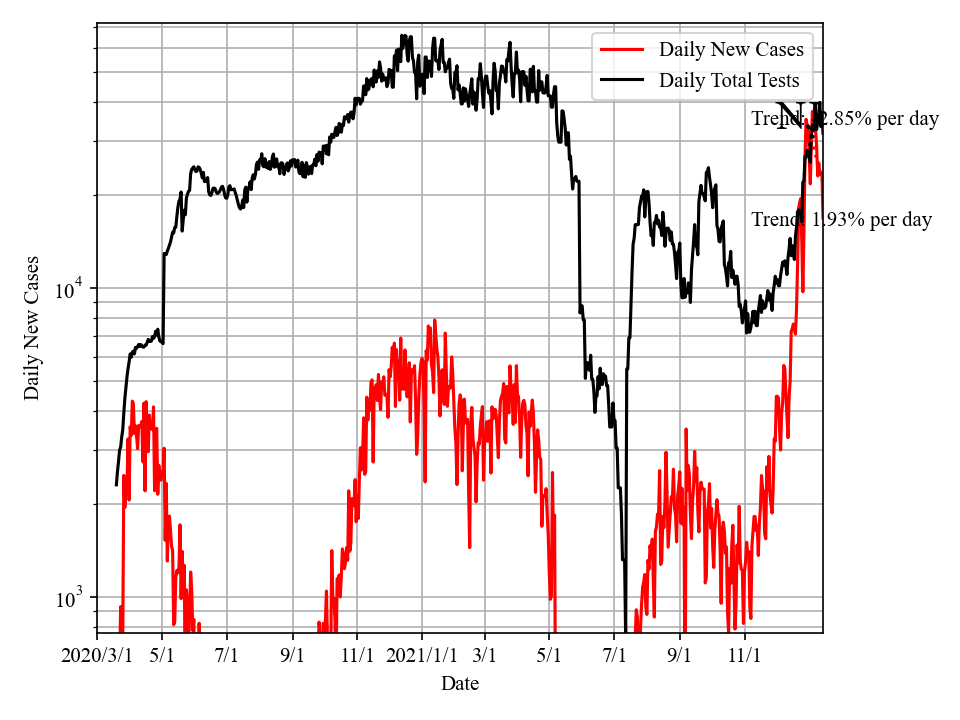 Daily New Cases
Daily Total Tests
Trend: 2.85% per day
Trend: 1.93% per day
Daily New Cases
10^4
10^3
2020/3/1 5/1 7/1 9/1 11/1 2021/1/1 3/1 5/1 7/1 9/1 11/1
Date